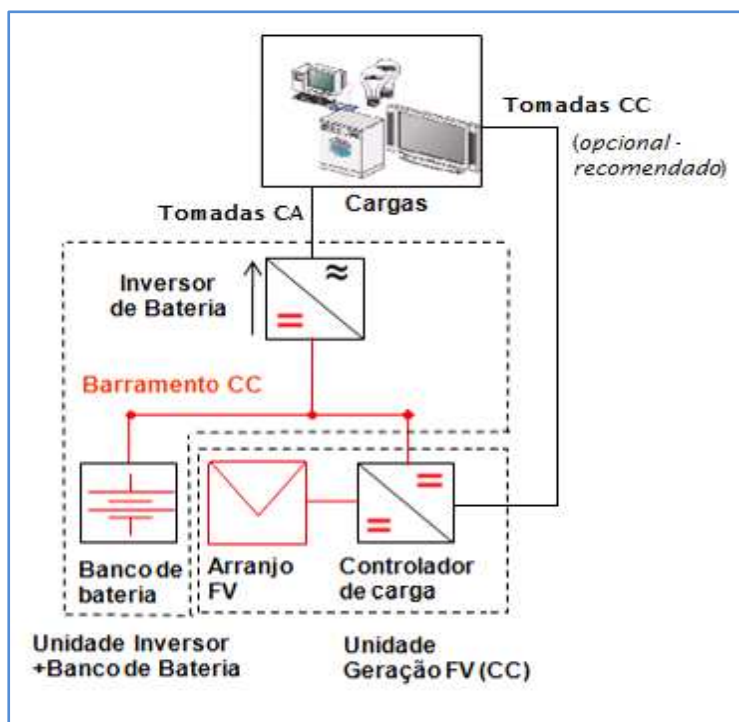 Tomadas CC
(opcional -
recomendado)
Cargas
Tomadas CA
Inversor
de Bateria
Barramento CC
Banco de
bateria
Arranjo
FV
Controlador
de carga
Unidade Inversor
+Banco de Bateria
Unidade
Geração FV (CC)